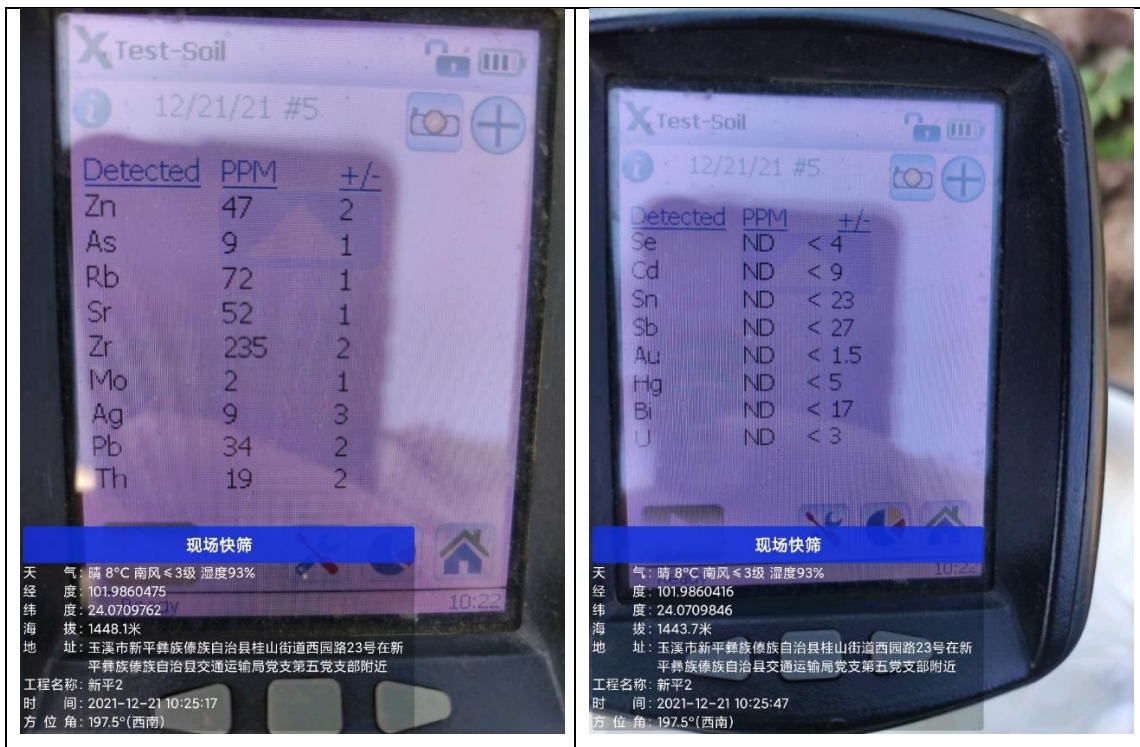 Test-Soil
12/21/21 #5
Detected PPM +/-
Zn 47 2
As 9 1
Rb 72 1
Sr 52 1
Zr 235 2
Mo 2 1
Ag 9 3
Pb 34 2
Th 19 2
10:22
现场快筛
天 气: 晴 8°C 南风≤3级 湿度93%
经 度: 101.9860475
纬 度: 24.0709762
海 拔: 1448.1米
地 址: 玉溪市新平彝族傣族自治县桂山街道西园路23号在新
平彝族傣族自治县交通运输局党支第五党支部附近
工程名称: 新平2
时 间: 2021-12-21 10:25:17
方 位 角: 197.5°(西南)
Test-Soil
12/21/21 #5
Detected PPM +/-
Se ND < 4
Cd ND < 9
Sn ND < 23
Sb ND < 27
Au ND < 1.5
Hg ND < 5
Bi ND < 17
U ND < 3
10:22
现场快筛
天 气: 晴 8°C 南风≤3级 湿度93%
经 度: 101.9860416
纬 度: 24.0709846
海 拔: 1443.7米
地 址: 玉溪市新平彝族傣族自治县桂山街道西园路23号在新
平彝族傣族自治县交通运输局党支第五党支部附近
工程名称: 新平2
时 间: 2021-12-21 10:25:47
方 位 角: 197.5°(西南)